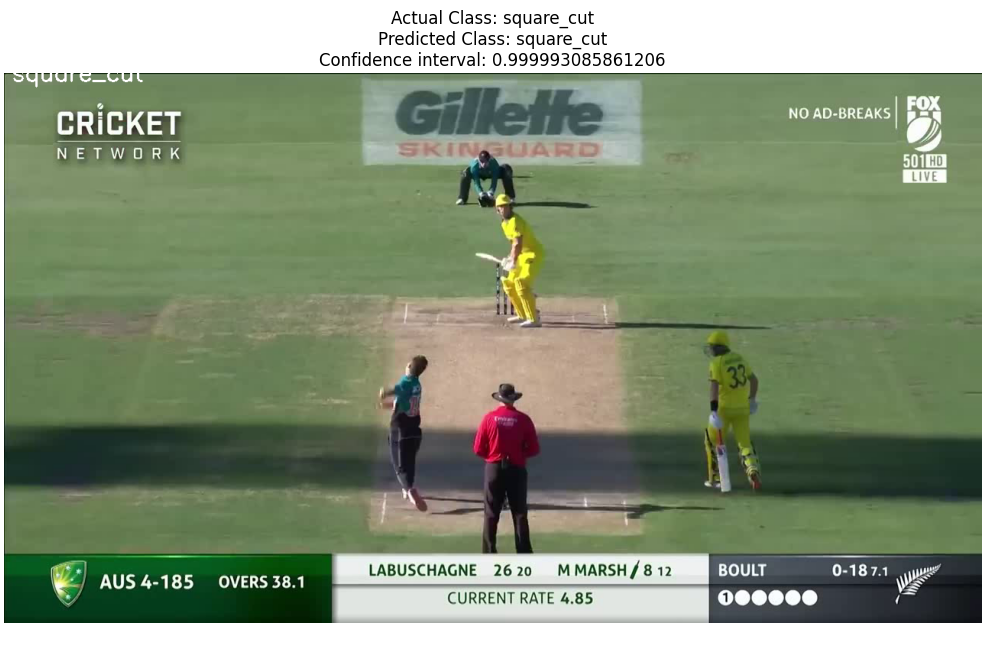 Actual Class: square_cut
Predicted Class: square_cut
Confidence interval: 0.999993085861206
square_cut
CRICKET
NETWORK
Gillette
SKINGUARD
NO AD-BREAKS
FOX
501 HD
LIVE
33
AUS 4-185 OVERS 38.1
LABUSCHAGNE 26 20 M MARSH 8 12
CURRENT RATE 4.85
BOULT 0-18 7.1
1